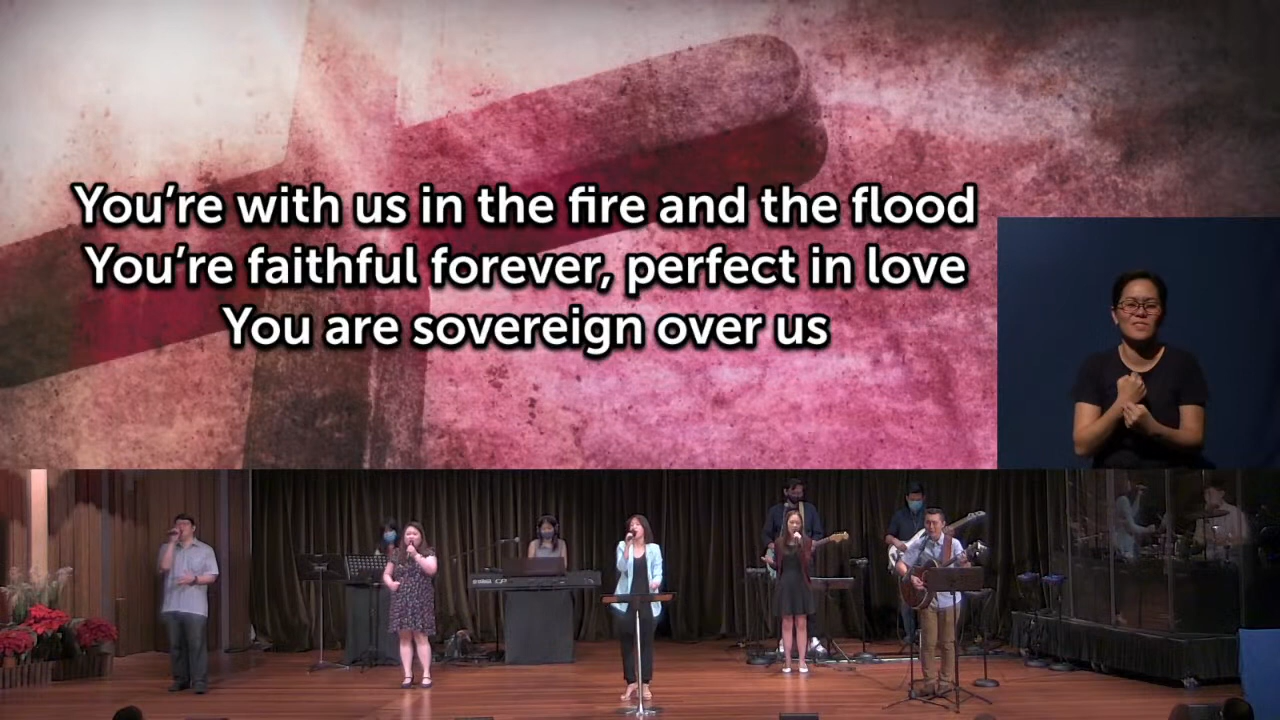 You’re with us in the fire and the flood
You’re faithful forever, perfect in love
You are sovereign over us